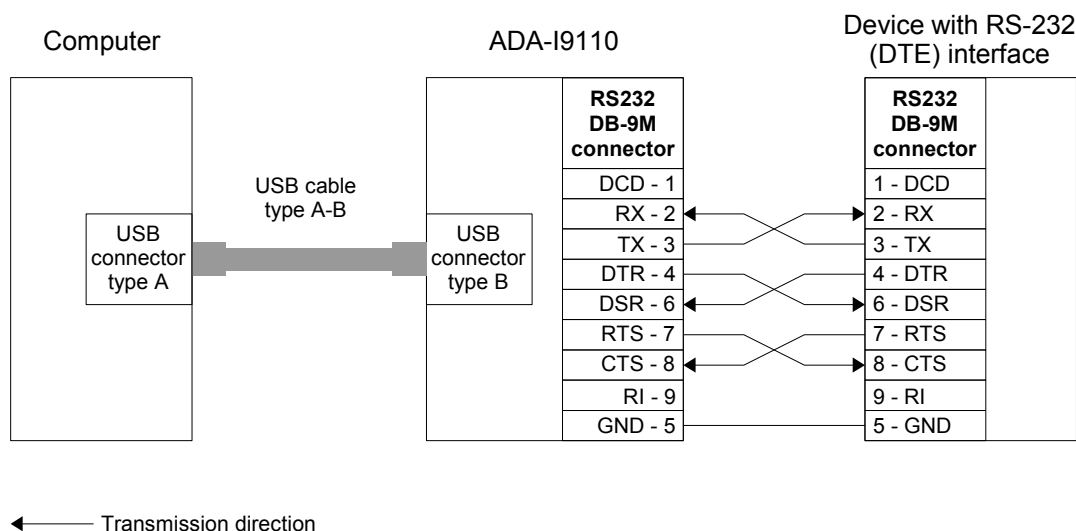 Computer
ADA-I9110
Device with RS-232
(DTE) interface
USB
connector
type A
USB cable
type A-B
USB
connector
type B
RS232
DB-9M
connector
DCD - 1
RX - 2
TX - 3
DTR - 4
DSR - 6
RTS - 7
CTS - 8
RI - 9
GND - 5
RS232
DB-9M
connector
1 - DCD
2 - RX
3 - TX
4 - DTR
6 - DSR
7 - RTS
8 - CTS
9 - RI
5 - GND
Transmission direction